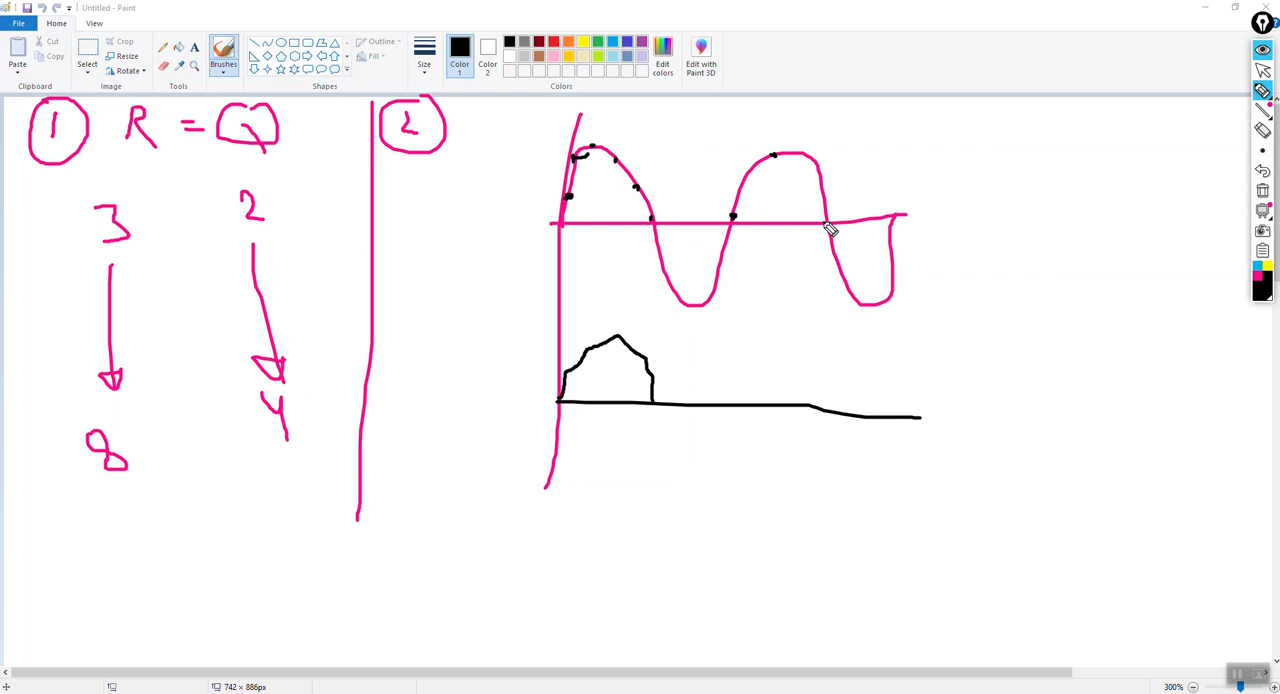 Untitled - Paint
File
Home
View
Paste
Cut
Copy
Clipboard
Select
Crop
Resize
Rotate
Image
Tools
Brushes
Shapes
Outline
Fill
Size
Color 1
Color 2
Edit colors
Edit with Paint 3D
Colors
1 R = Q
2
3 2
8 4
742 × 886px
300%